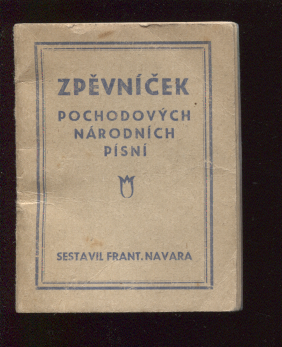 ZPĚVNÍČEK
POCHODOVÝCH
NÁRODNÍCH
PÍSNÍ
SESTAVIL FRANT. NAVARA